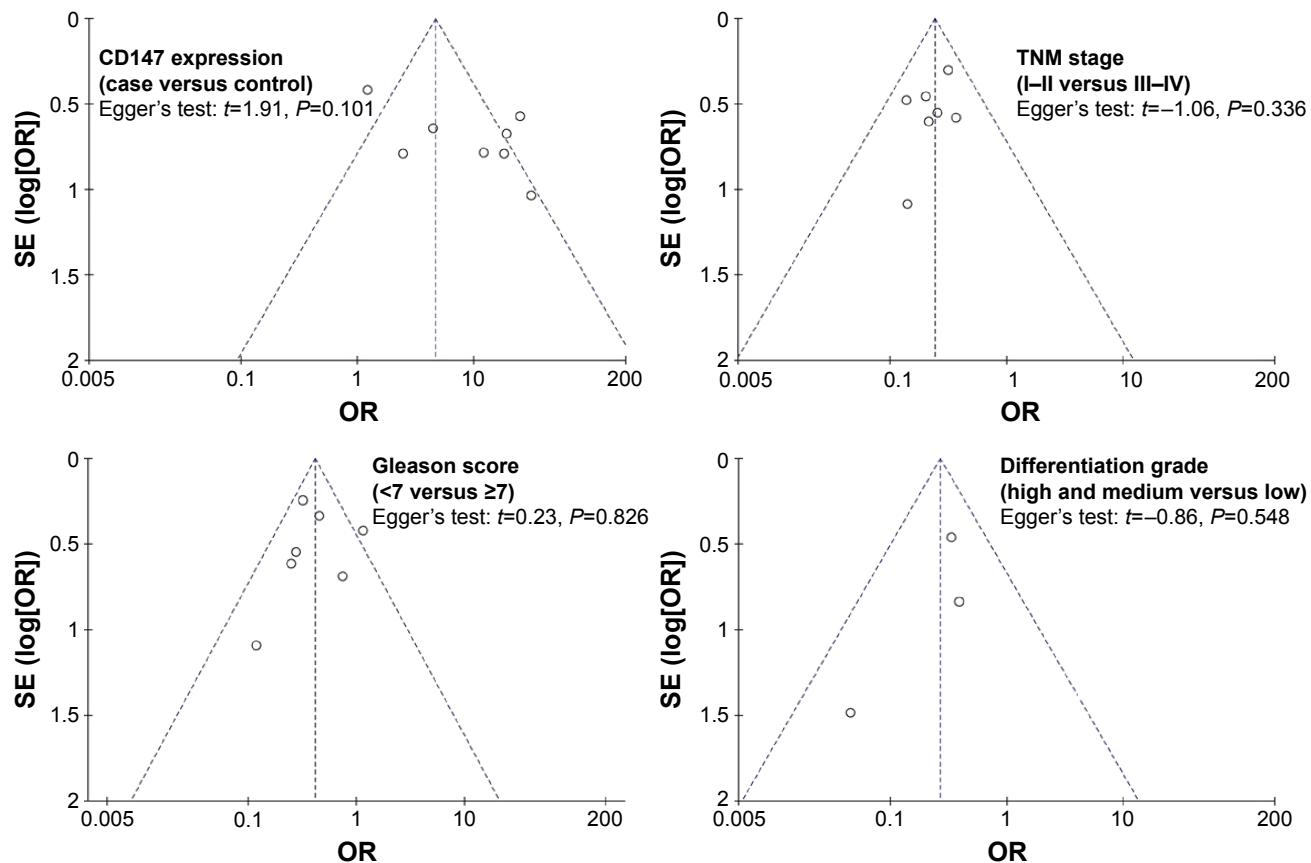 0
0.5
1
1.5
2
SE (log[OR])
CD147 expression
(case versus control)
Egger's test: t=1.91, P=0.101
0.005
0.1
1
10
200
OR
0
0.5
1
1.5
2
SE (log[OR])
TNM stage
(I–II versus III–IV)
Egger's test: t=–1.06, P=0.336
0.005
0.1
1
10
200
OR
0
0.5
1
1.5
2
SE (log[OR])
Gleason score
(<7 versus ≥7)
Egger's test: t=0.23, P=0.826
0.005
0.1
1
10
200
OR
0
0.5
1
1.5
2
SE (log[OR])
Differentiation grade
(high and medium versus low)
Egger's test: t=–0.86, P=0.548
0.005
0.1
1
10
200
OR